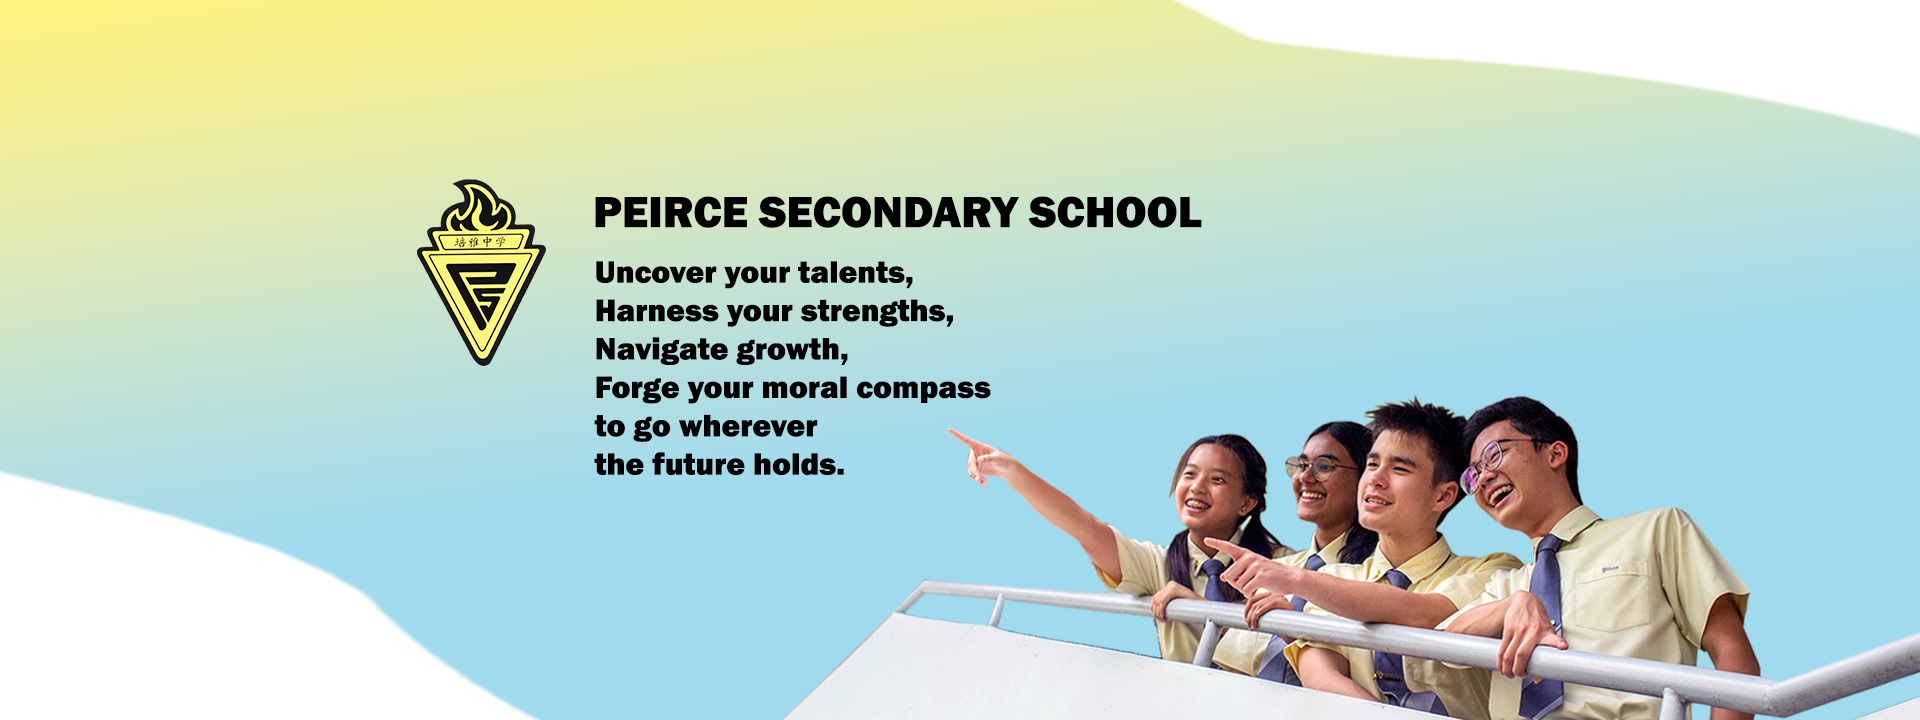 培雅中学
PEIRCE SECONDARY SCHOOL
Uncover your talents,
Harness your strengths,
Navigate growth,
Forge your moral compass
to go wherever
the future holds.